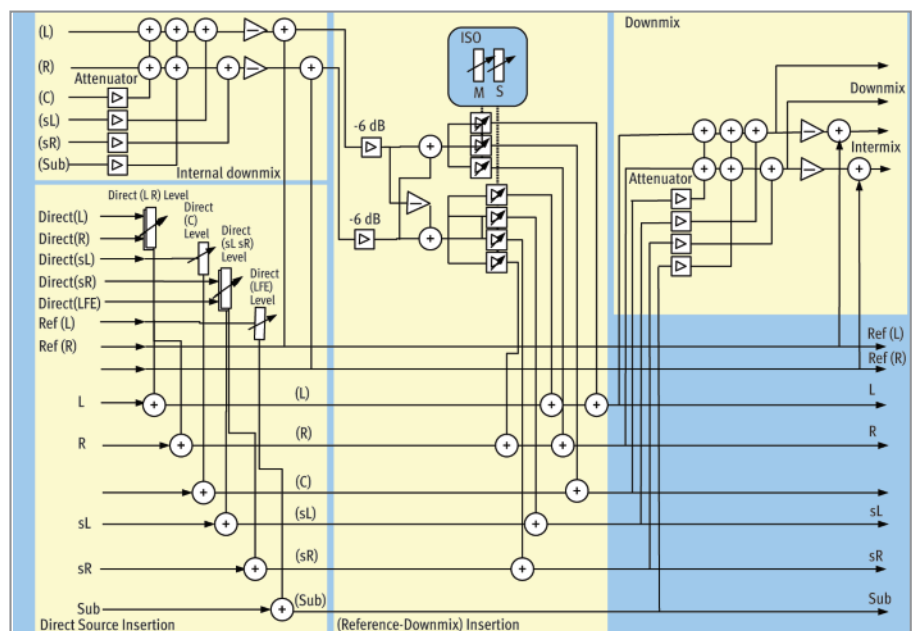 Downmix
(L)
ISO
(R)
Attenuator
(C)
M S
Downmix
(sL)
-6 dB
(sR)
Intermix
(Sub)
Internal downmix
Attenuator
Direct (L R) Level
Direct(L)
Direct
(C)
Level
-6 dB
Direct(R)
Direct
(sL sR)
Level
Direct(sL)
Direct(sR)
Direct
(LFE)
Level
Direct(LFE)
Ref (L)
Ref (L)
Ref (R)
Ref (R)
L
(L)
L
R
(R)
R
(C)
sL
(sL)
sL
sR
(sR)
sR
Sub
(Sub)
Sub
Direct Source Insertion
(Reference-Downmix) Insertion